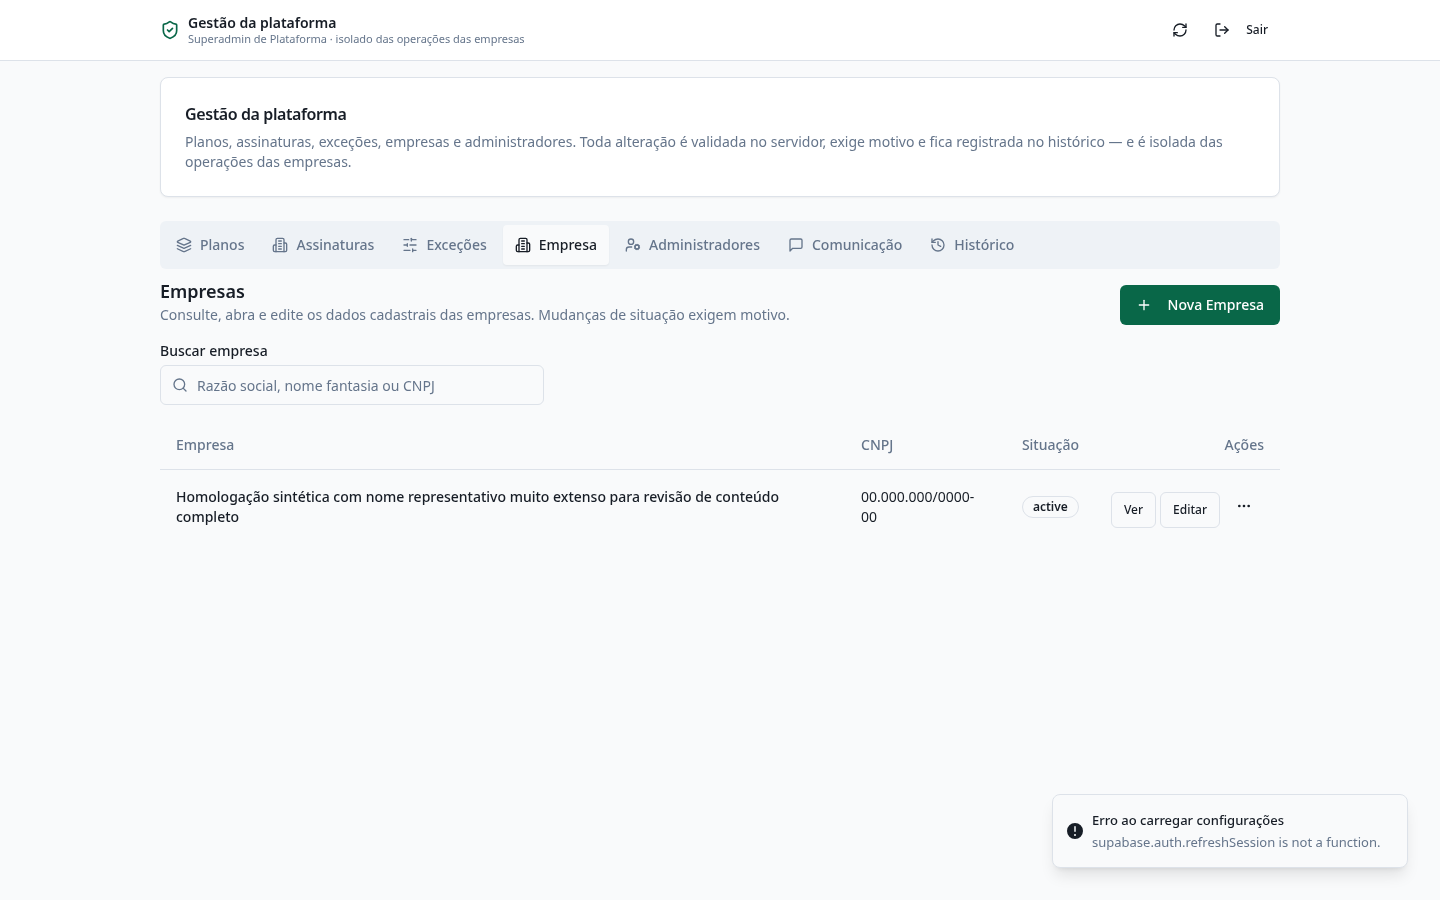 Gestão da plataforma
Superadmin de Plataforma · isolado das operações das empresas
Sair
Gestão da plataforma
Planos, assinaturas, exceções, empresas e administradores. Toda alteração é validada no servidor, exige motivo e fica registrada no histórico — e é isolada das
operações das empresas.
Planos
Assinaturas
Exceções
Empresa
Administradores
Comunicação
Histórico
Empresas
Consulte, abra e edite os dados cadastrais das empresas. Mudanças de situação exigem motivo.
Nova Empresa
Buscar empresa
Razão social, nome fantasia ou CNPJ
Empresa
CNPJ
Situação
Ações
Homologação sintética com nome representativo muito extenso para revisão de conteúdo
completo
00.000.000/0000-
00
active
Ver
Editar
Erro ao carregar configurações
supabase.auth.refreshSession is not a function.